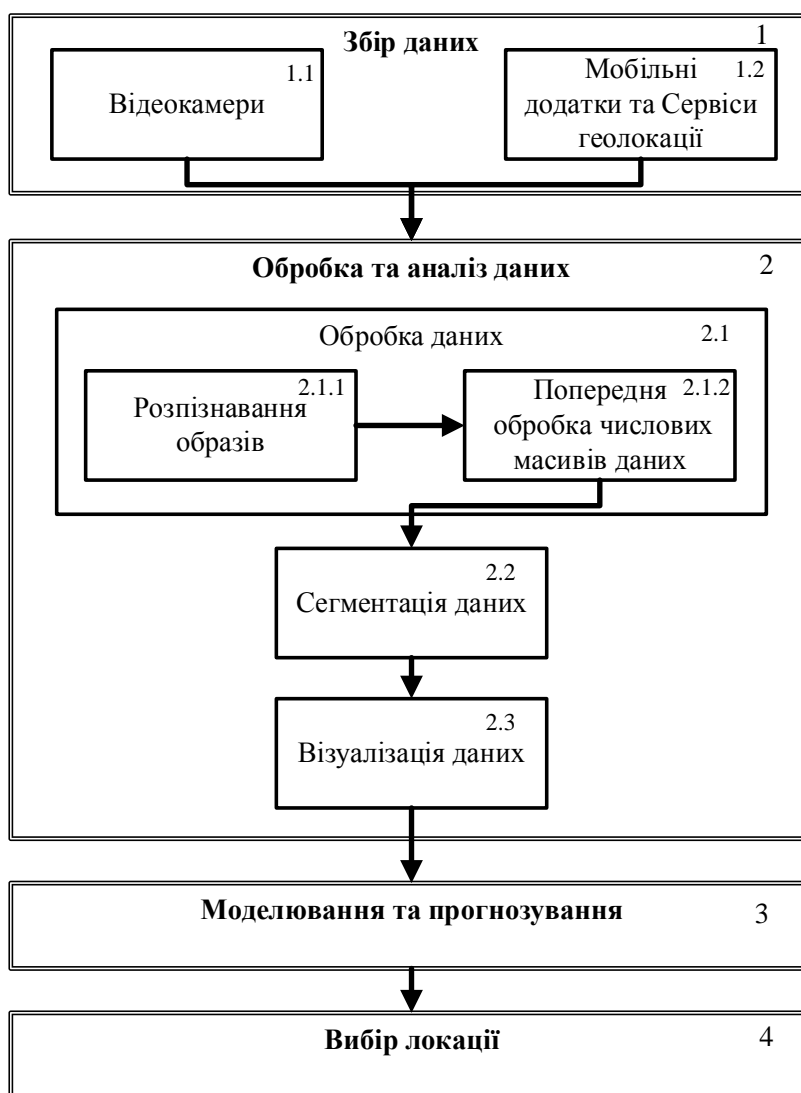 Збір даних 1
1.1
Відеокамери
Мобільні 1.2
додатки та Сервіси
геолокації
Обробка та аналіз даних 2
Обробка даних 2.1
2.1.1
Розпізнавання
образів
Попередня 2.1.2
обробка числових
масивів даних
2.2
Сегментація даних
2.3
Візуалізація даних
Моделювання та прогнозування 3
Вибір локації 4